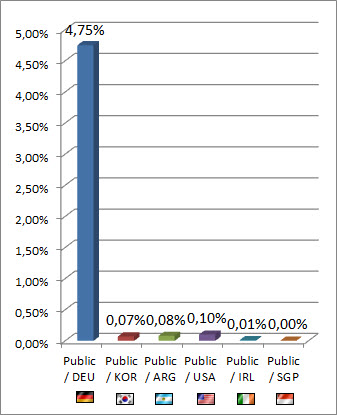 5,00%
4,50%
4,00%
3,50%
3,00%
2,50%
2,00%
1,50%
1,00%
0,50%
0,00%
4,75%
0,07%
0,08%
0,10%
0,01%
0,00%
Public / DEU
Public / KOR
Public / ARG
Public / USA
Public / IRL
Public / SGP